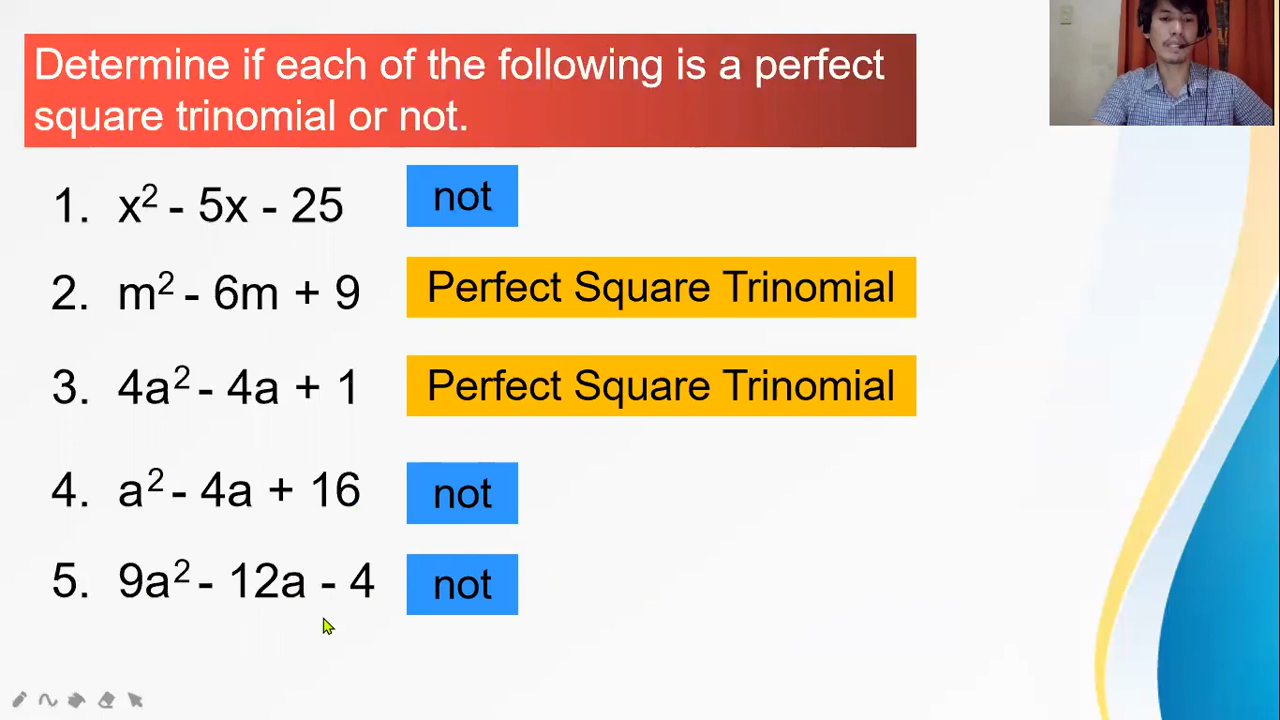 Determine if each of the following is a perfect
square trinomial or not.
1. x² - 5x - 25 not
2. m² - 6m + 9 Perfect Square Trinomial
3. 4a² - 4a + 1 Perfect Square Trinomial
4. a² - 4a + 16 not
5. 9a² - 12a - 4 not